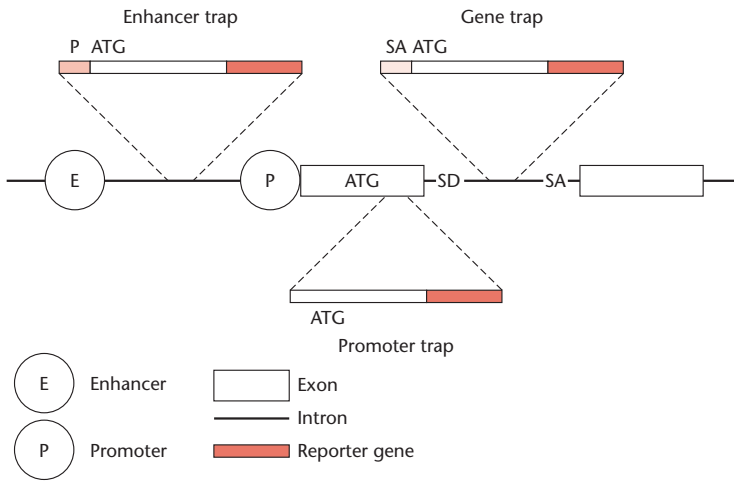 Enhancer trap
Gene trap
P ATG
SA ATG
E
P
ATG
SD
SA
ATG
Promoter trap
E Enhancer
Exon
Intron
P Promoter
Reporter gene